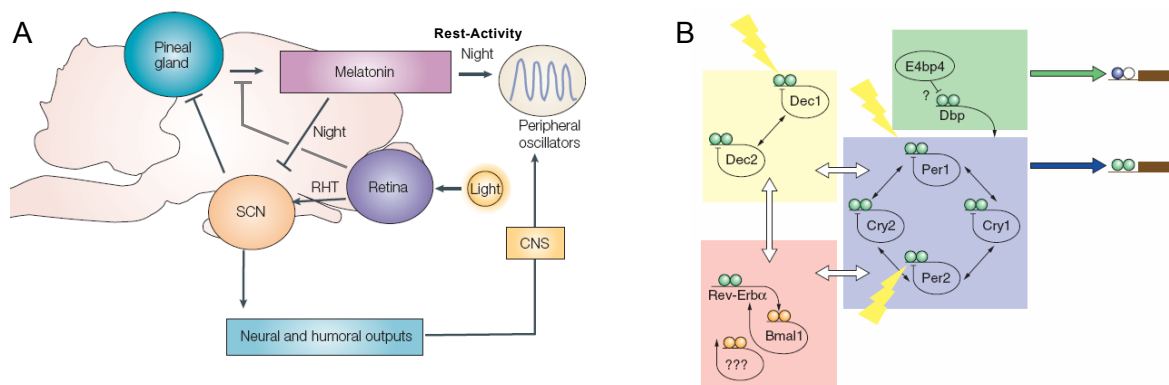 A
Rest-Activity
Pineal
gland
Melatonin
Night
Peripheral
oscillators
Night
RHT
Retina
Light
SCN
CNS
Neural and humoral outputs
B
E4bp4
?
Dbp
Dec1
Dec2
Per1
Cry2
Cry1
Per2
Rev-Erbα
Bmal1
???